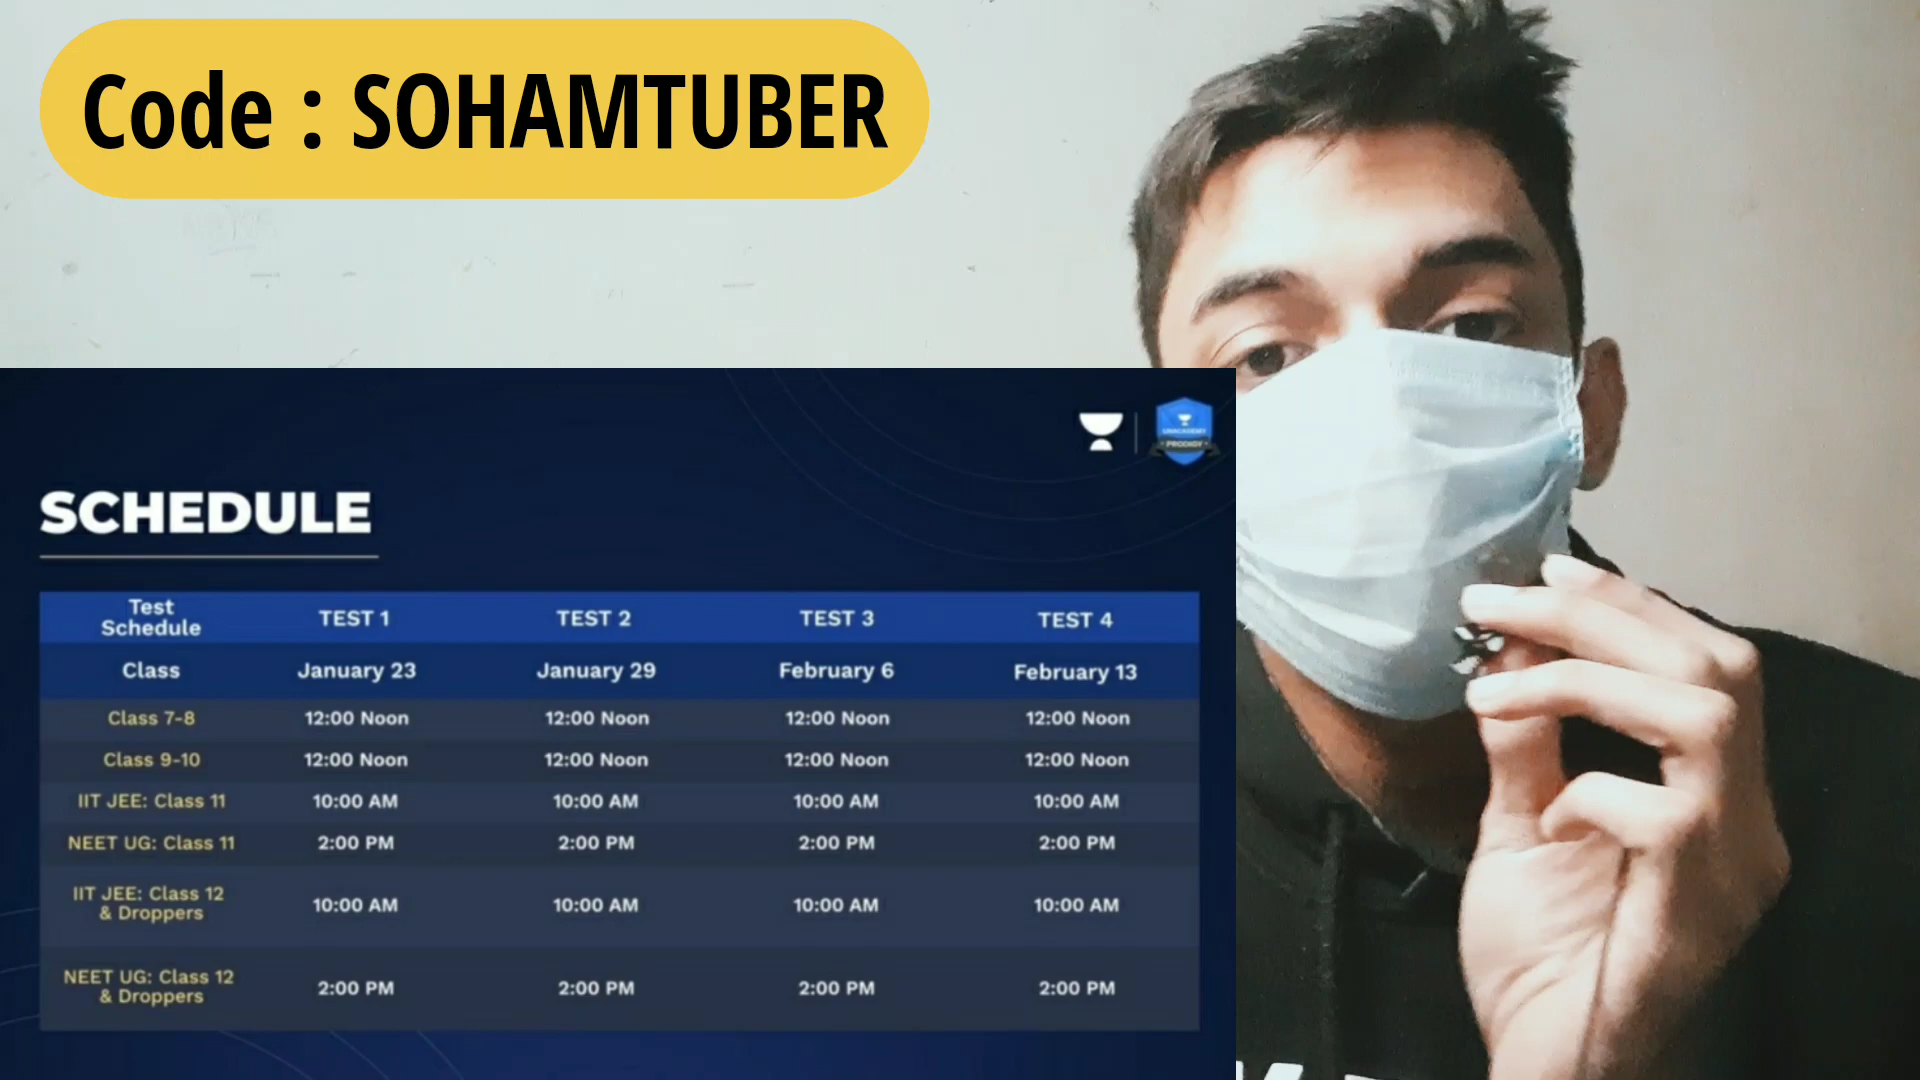 Code : SOHAMTUBER
UNACADEMY
PRODIGY
SCHEDULE
Test Schedule TEST 1 TEST 2 TEST 3 TEST 4
Class January 23 January 29 February 6 February 13
Class 7-8 12:00 Noon 12:00 Noon 12:00 Noon 12:00 Noon
Class 9-10 12:00 Noon 12:00 Noon 12:00 Noon 12:00 Noon
IIT JEE: Class 11 10:00 AM 10:00 AM 10:00 AM 10:00 AM
NEET UG: Class 11 2:00 PM 2:00 PM 2:00 PM 2:00 PM
IIT JEE: Class 12 & Droppers 10:00 AM 10:00 AM 10:00 AM 10:00 AM
NEET UG: Class 12 & Droppers 2:00 PM 2:00 PM 2:00 PM 2:00 PM